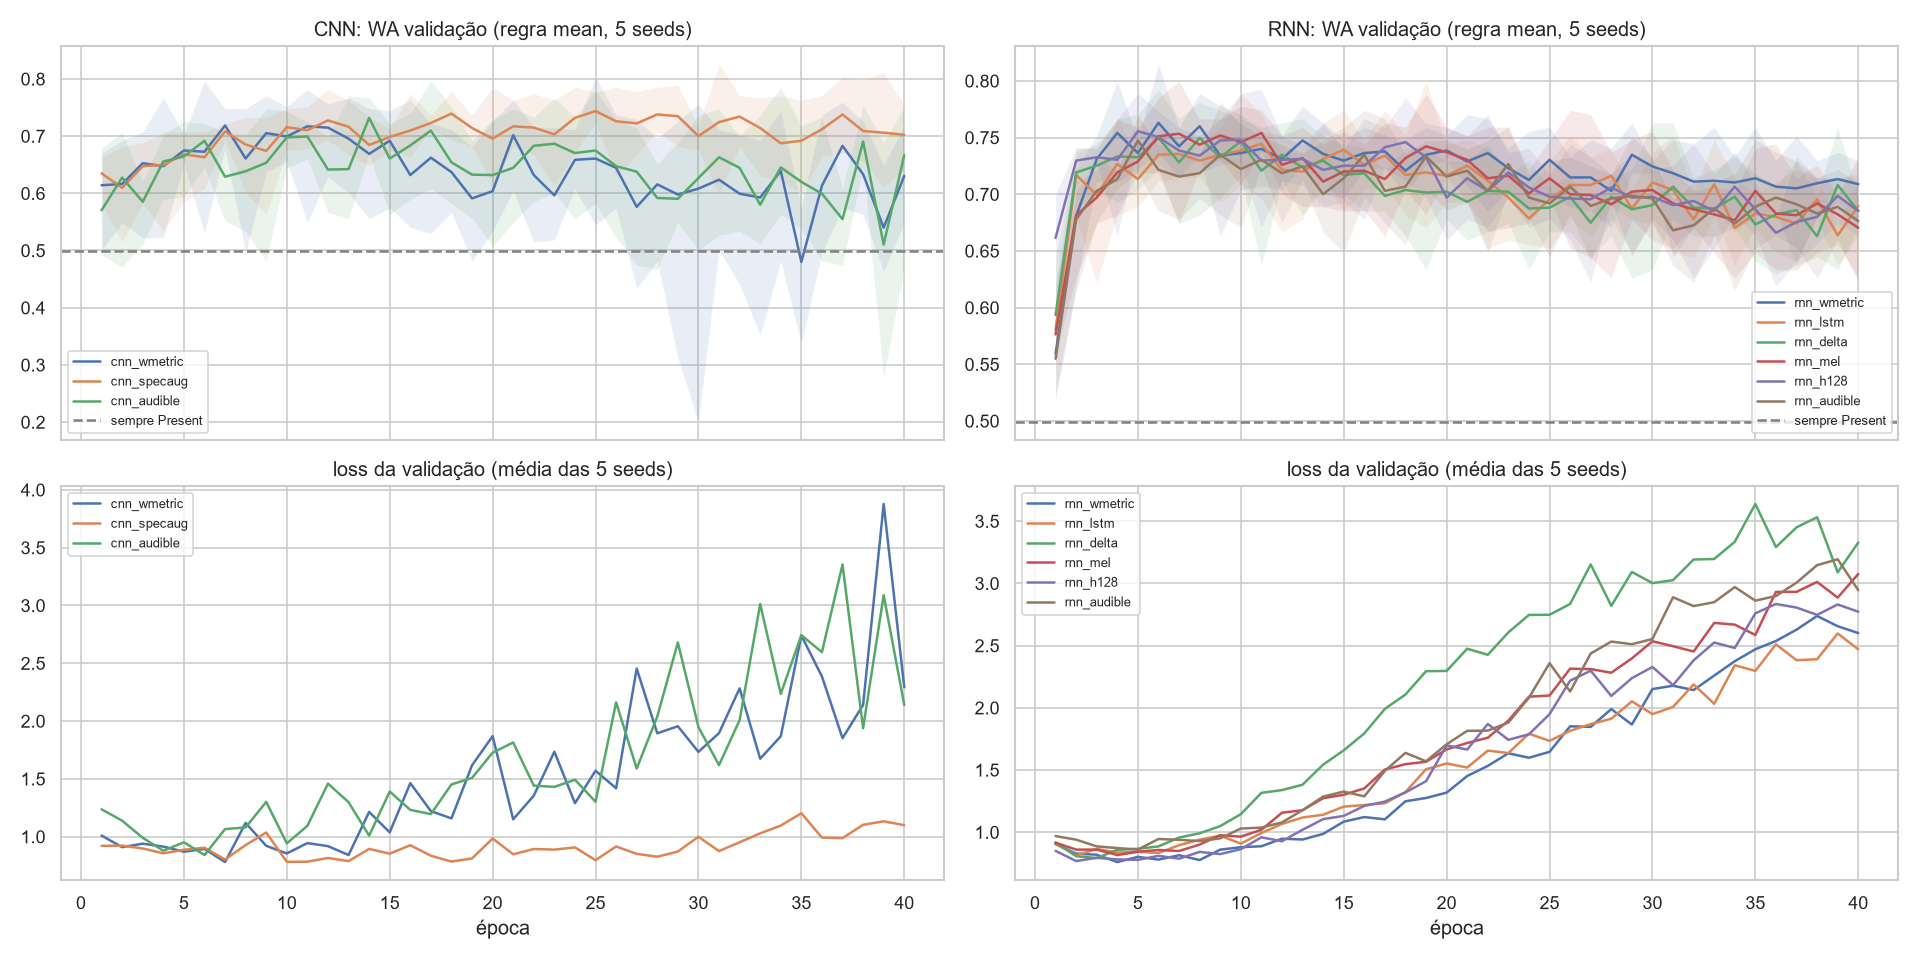 CNN: WA validação (regra mean, 5 seeds)
0.8
0.7
0.6
0.5
0.4
0.3
0.2
cnn_wmetric
cnn_specaug
cnn_audible
sempre Present
RNN: WA validação (regra mean, 5 seeds)
0.80
0.75
0.70
0.65
0.60
0.55
0.50
rnn_wmetric
rnn_lstm
rnn_delta
rnn_mel
rnn_h128
rnn_audible
sempre Present
loss da validação (média das 5 seeds)
4.0
3.5
3.0
2.5
2.0
1.5
1.0
cnn_wmetric
cnn_specaug
cnn_audible
0 5 10 15 20 25 30 35 40
época
loss da validação (média das 5 seeds)
3.5
3.0
2.5
2.0
1.5
1.0
rnn_wmetric
rnn_lstm
rnn_delta
rnn_mel
rnn_h128
rnn_audible
0 5 10 15 20 25 30 35 40
época